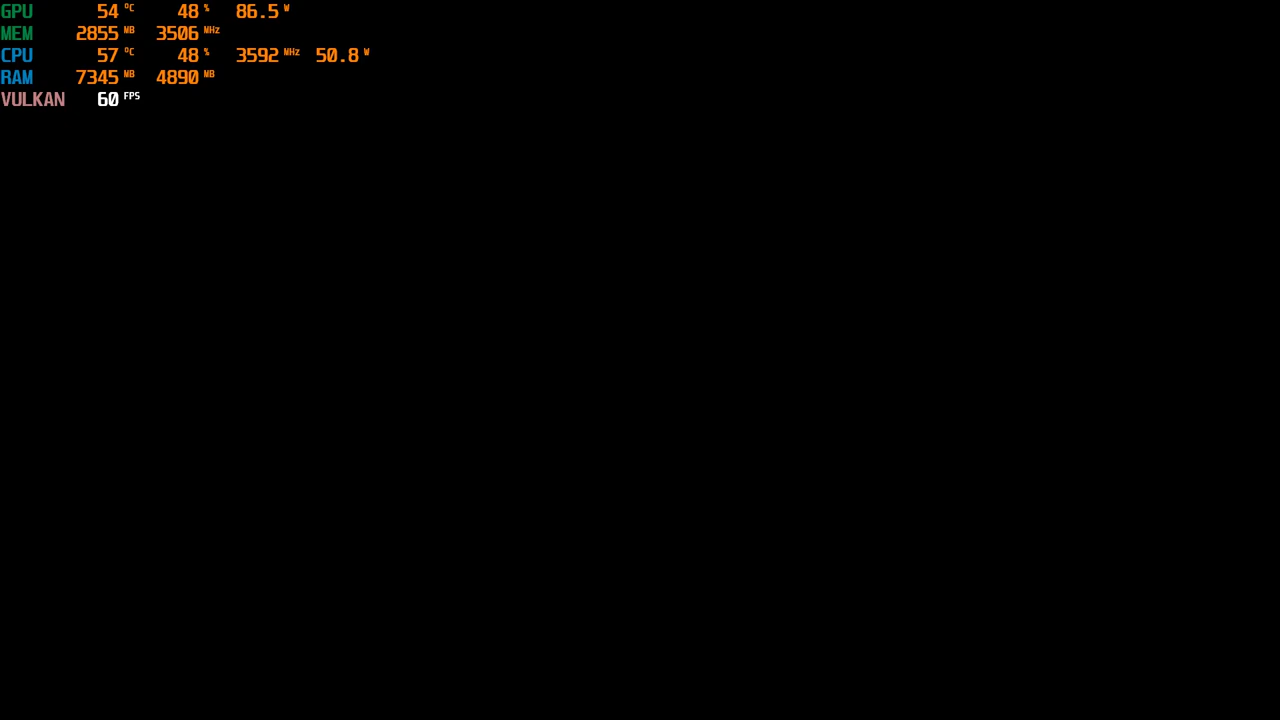 GPU 54 °C 48 % 86.5 W
MEM 2855 MB 3506 MHz
CPU 57 °C 48 % 3592 MHz 50.8 W
RAM 7345 MB 4890 MB
VULKAN 60 FPS